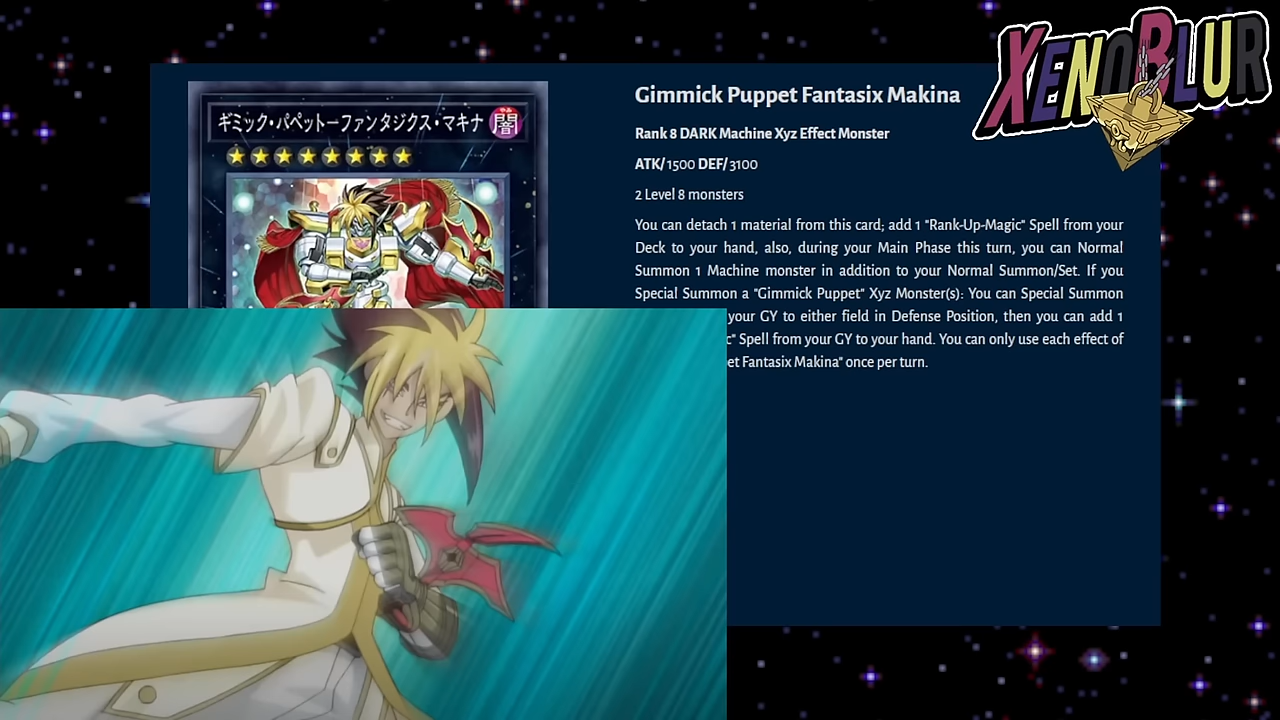 XENOBLUR
ギミック・パペット－ファンタジクス・マキナ
闇
やみ
Gimmick Puppet Fantasix Makina
Rank 8 DARK Machine Xyz Effect Monster
ATK/ 1500 DEF/ 3100
2 Level 8 monsters
You can detach 1 material from this card; add 1 "Rank-Up-Magic" Spell from your
Deck to your hand, also, during your Main Phase this turn, you can Normal
Summon 1 Machine monster in addition to your Normal Summon/Set. If you
Special Summon a "Gimmick Puppet" Xyz Monster(s): You can Special Summon
your GY to either field in Defense Position, then you can add 1
c" Spell from your GY to your hand. You can only use each effect of
et Fantasix Makina" once per turn.